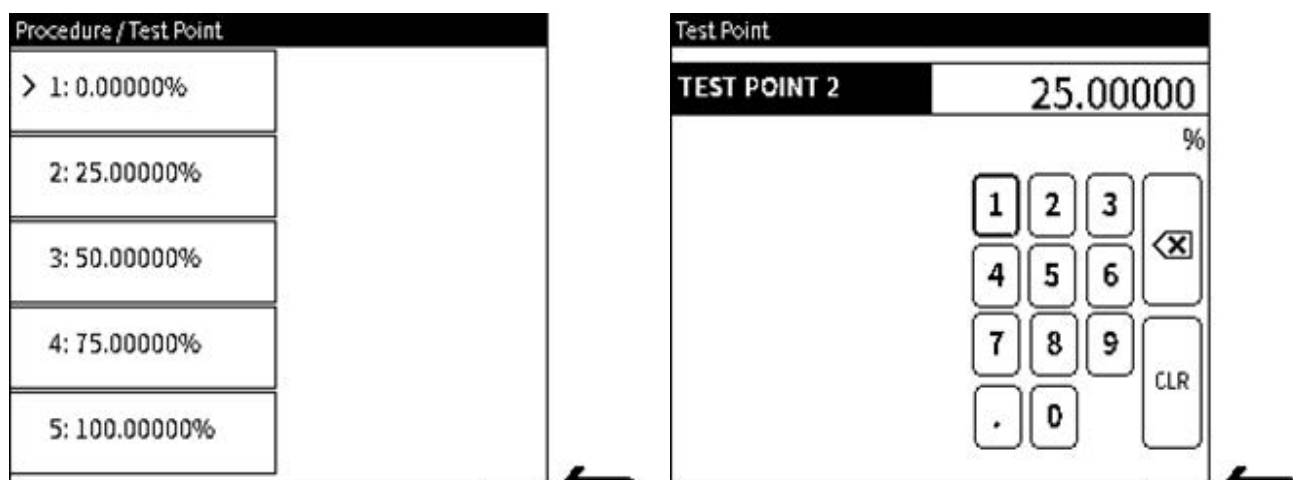 Procedure / Test Point
> 1: 0.00000%
2: 25.00000%
3: 50.00000%
4: 75.00000%
5: 100.00000%
Test Point
TEST POINT 2 25.00000
%
1 2 3
4 5 6
7 8 9
CLR
. 0